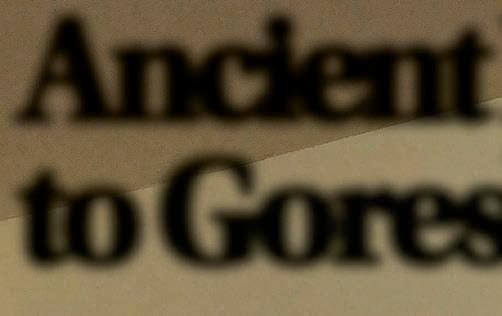 Ancient
to Gores